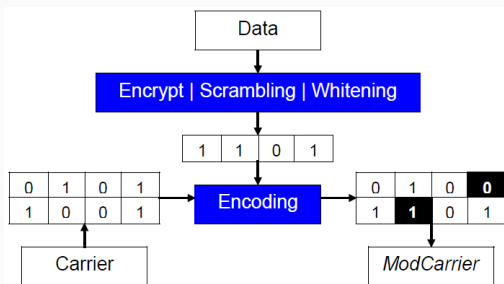 Data
Encrypt | Scrambling | Whitening
1 1 0 1
0 1 0 1
1 0 0 1
Encoding
0 1 0 0
1 1 0 1
Carrier
ModCarrier